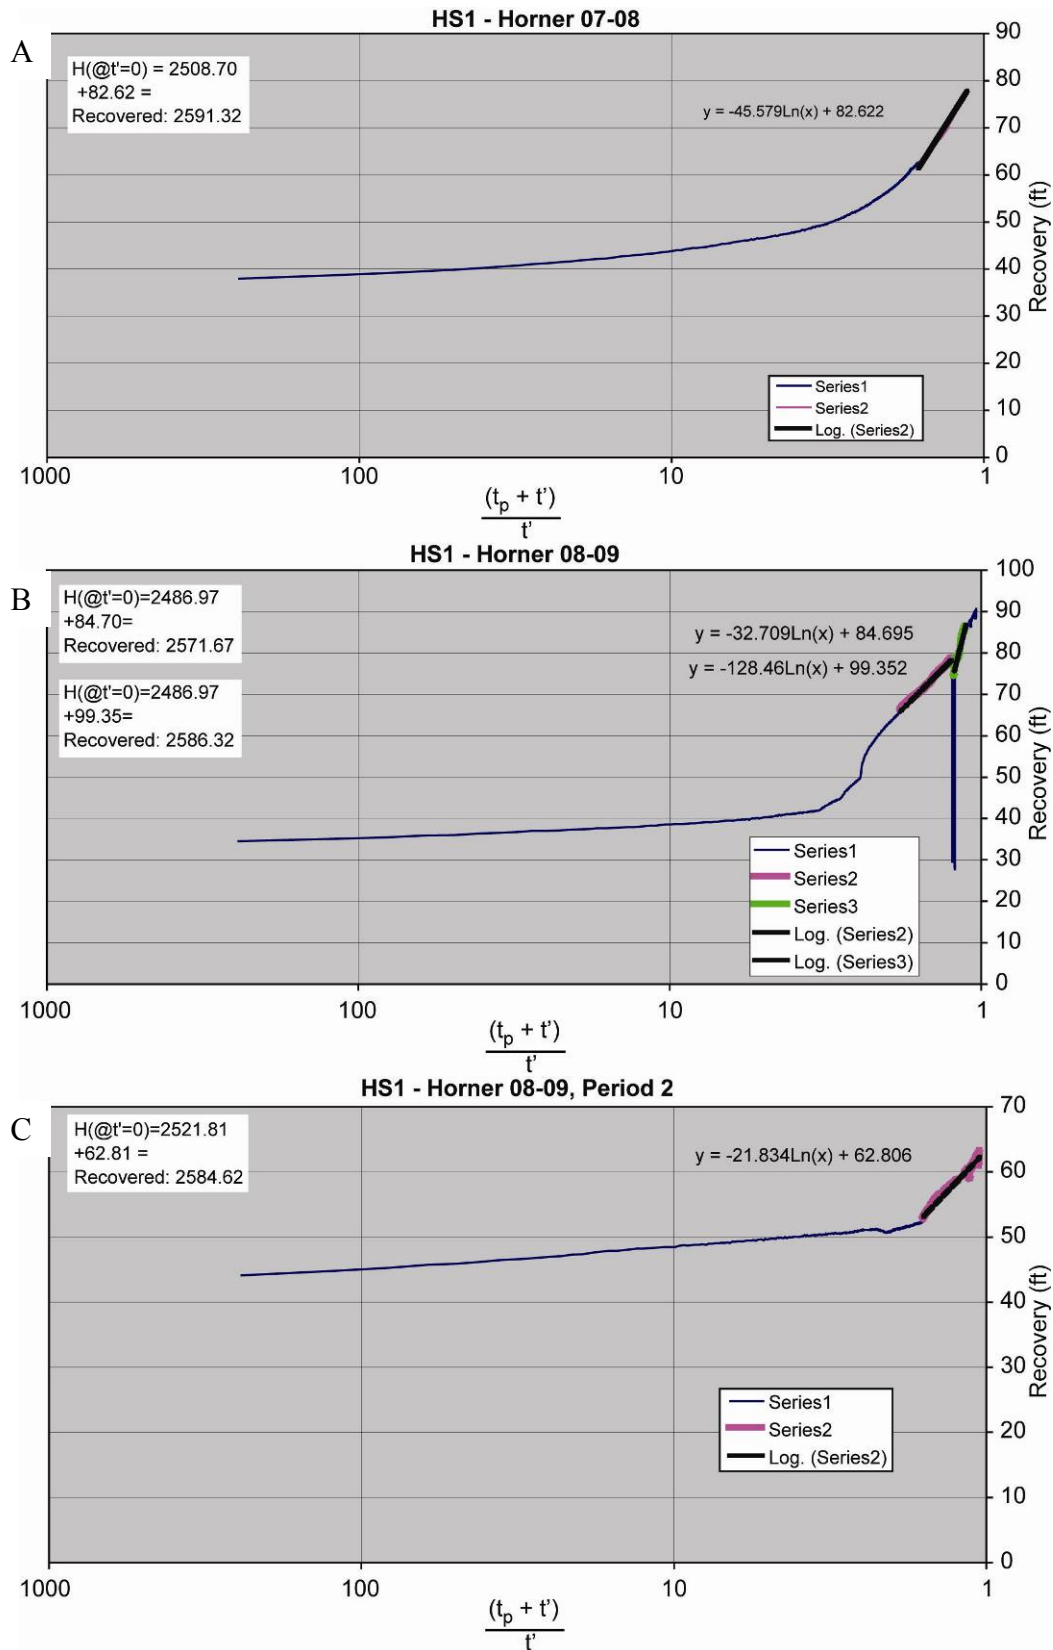 HS1 - Horner 07-08
A
H(@t'=0) = 2508.70
+82.62 =
Recovered: 2591.32
y = -45.579Ln(x) + 82.622
90
80
70
60
50
40
30
20
10
0
Recovery (ft)
Series1
Series2
Log. (Series2)
1000 100 10 1
(tp + t')
t'
HS1 - Horner 08-09
B
H(@t'=0)=2486.97
+84.70=
Recovered: 2571.67
H(@t'=0)=2486.97
+99.35=
Recovered: 2586.32
y = -32.709Ln(x) + 84.695
y = -128.46Ln(x) + 99.352
100
90
80
70
60
50
40
30
20
10
0
Recovery (ft)
Series1
Series2
Series3
Log. (Series2)
Log. (Series3)
1000 100 10 1
(tp + t')
t'
HS1 - Horner 08-09, Period 2
C
H(@t'=0)=2521.81
+62.81 =
Recovered: 2584.62
y = -21.834Ln(x) + 62.806
70
60
50
40
30
20
10
0
Recovery (ft)
Series1
Series2
Log. (Series2)
1000 100 10 1
(tp + t')
t'